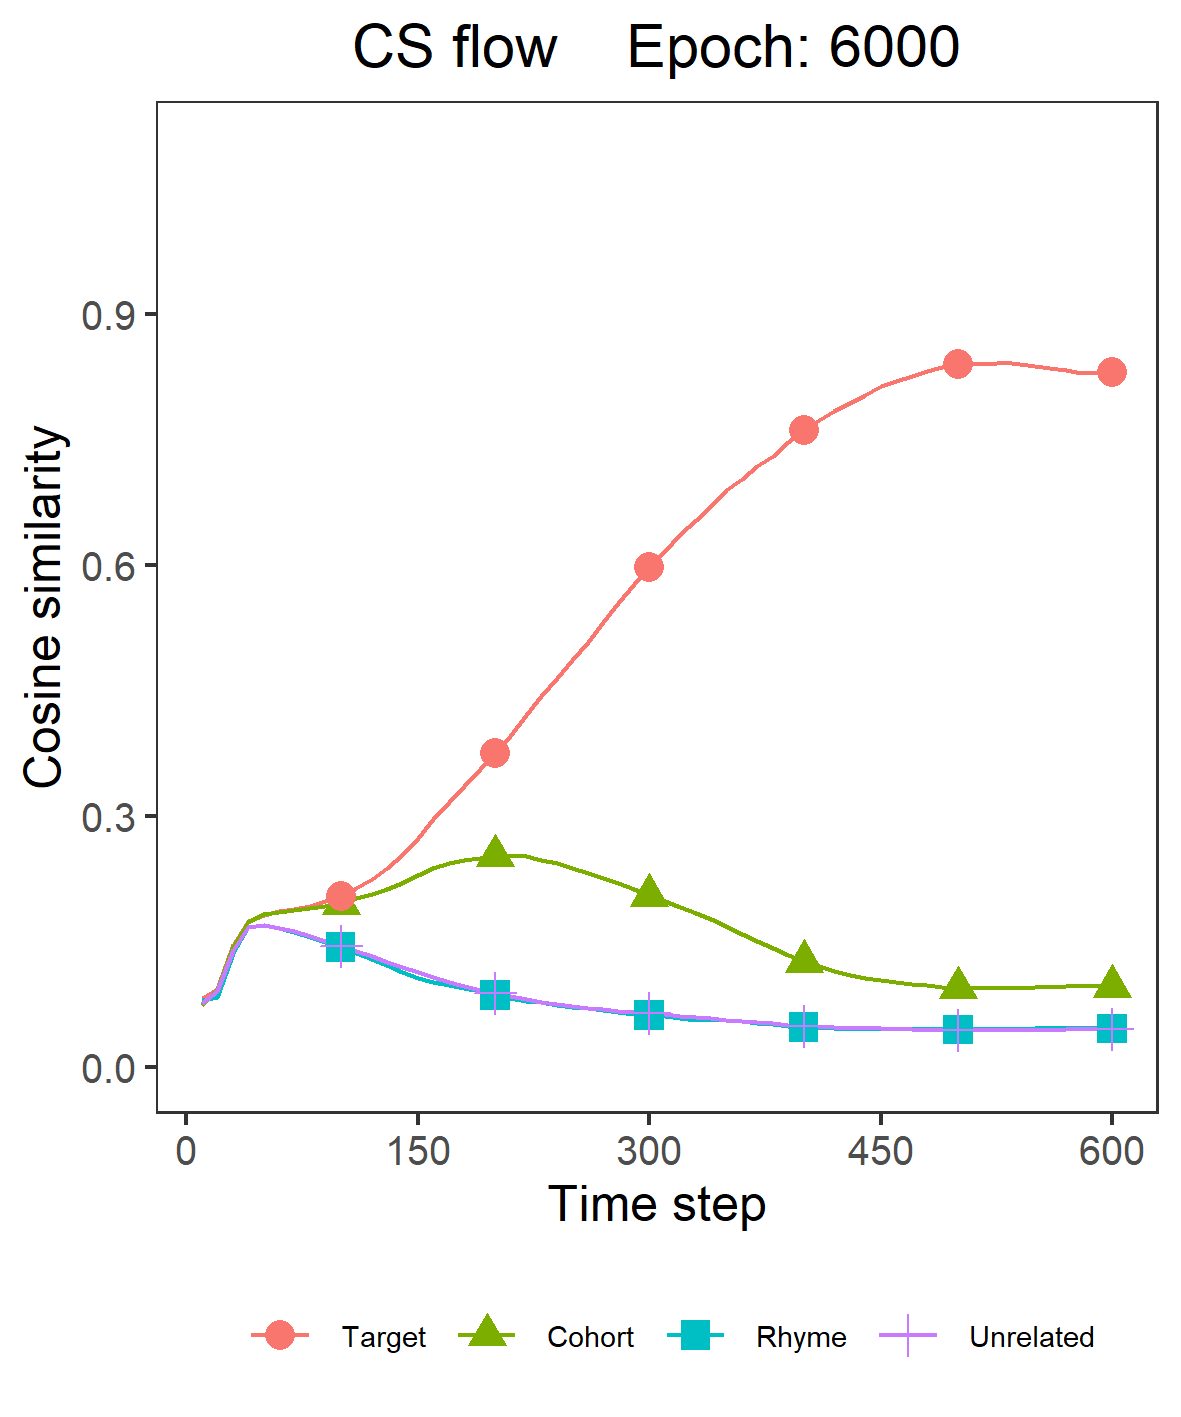 CS flow    Epoch: 6000
Cosine similarity
0.9
0.6
0.3
0.0
0 150 300 450 600
Time step
Target Cohort Rhyme Unrelated